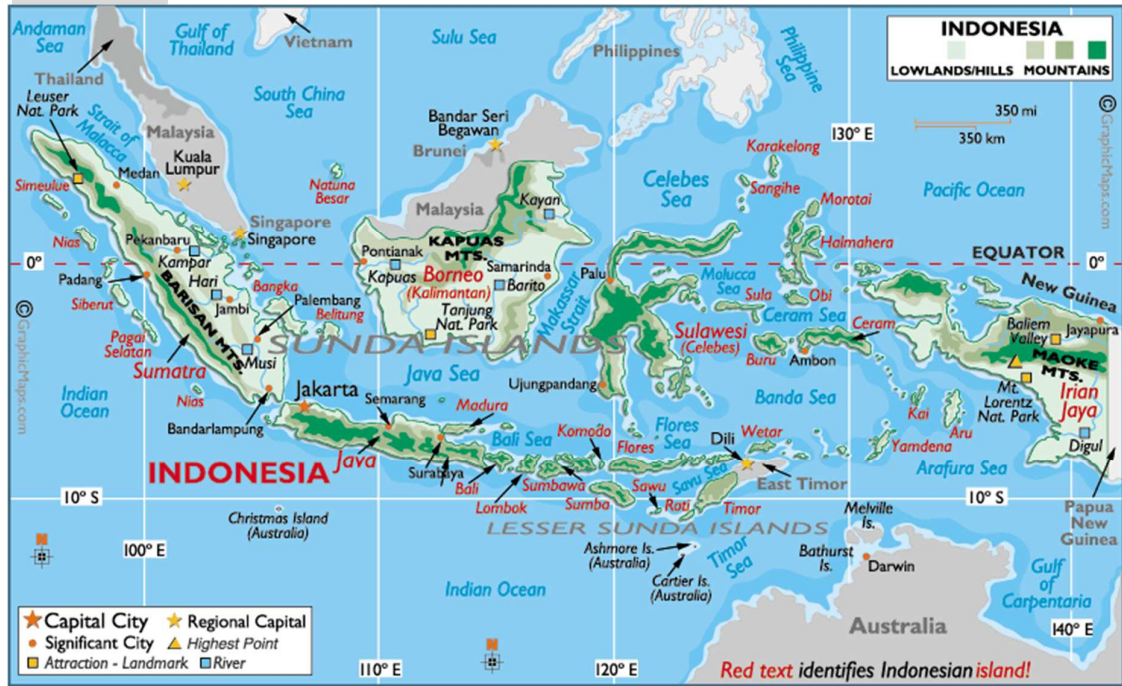 Andaman
Sea
Gulf of
Thailand
Vietnam
Sulu Sea
Philippines
Philippine
Sea
INDONESIA
LOWLANDS/HILLS
MOUNTAINS
Thailand
Leuser
Nat. Park
Strait of
Malacca
South China
Sea
Malaysia
Kuala
Lumpur
Bandar Seri
Begawan
Brunei
350 mi
350 km
130º E
©GraphicMaps.com
Karakelong
Sangihe
Celebes
Sea
Morotai
Pacific Ocean
Simeulue
Medan
Natuna
Besar
Malaysia
Kayan
Halmahera
Nias
Singapore
Singapore
Pekanbaru
Kampar
Pontianak
KAPUAS
MTS.
Kapuas
Borneo
(Kalimantan)
Samarinda
Barito
Palu
Molucca
Sea
EQUATOR
0º
0º
New Guinea
Padang
Hari
Jambi
Bangka
Siberut
BARISAN MTS.
Palembang
Belitung
Tanjung
Nat. Park
Makassar
Strait
Sulawesi
(Celebes)
Sula
Obi
Ceram Sea
Ceram
Buru
Ambon
Baliem
Valley
Jayapura
MAOKE
MTS.
©GraphicMaps.com
Pagai
Selatan
Sumatra
Musi
SUNDA ISLANDS
Java Sea
Ujungpandang
Banda Sea
Mt.
Lorentz
Nat. Park
Irian
Jaya
Indian
Ocean
Nias
Jakarta
Semarang
Madura
Bandarlampung
Java
Surabaya
Bali Sea
Komodo
Flores
Flores
Sea
Dili
Wetar
Kai
Aru
Yamdena
Digul
INDONESIA
Bali
Lombok
Sumbawa
Sumba
Sawu
Savu Sea
Roti
Timor
East Timor
Arafura Sea
10º S
10º S
LESSER SUNDA ISLANDS
Christmas Island
(Australia)
Melville
Is.
Papua
New
Guinea
100º E
N
Ashmore Is.
(Australia)
Cartier Is.
(Australia)
Timor
Sea
Bathurst
Is.
Darwin
Indian Ocean
Gulf
of
Carpentaria
Capital City
Regional Capital
Significant City
Highest Point
Attraction - Landmark
River
110º E
N
120º E
Australia
140º E
Red text identifies Indonesian island!